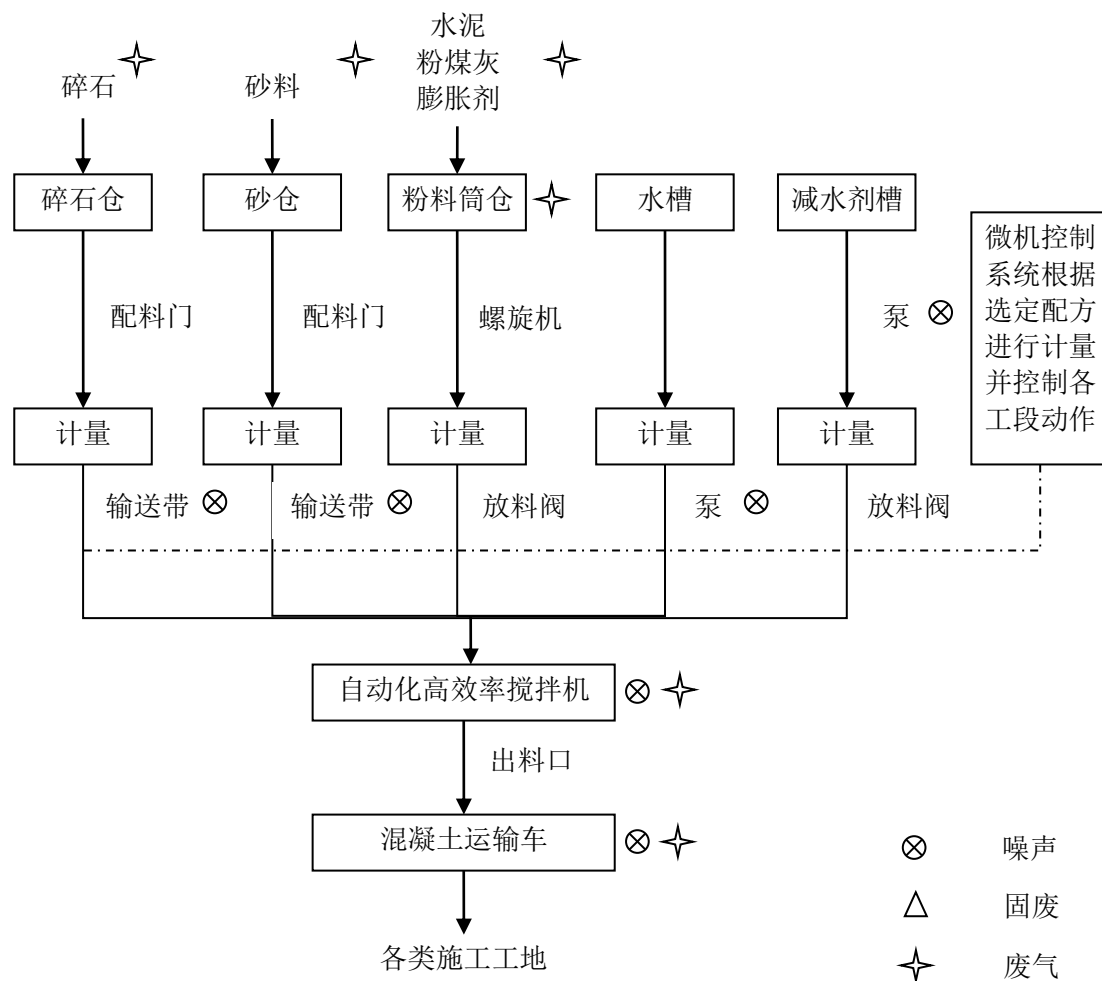 水泥
粉煤灰
膨胀剂
碎石
砂料
碎石仓
砂仓
粉料筒仓
水槽
减水剂槽
微机控制
系统根据
选定配方
进行计量
并控制各
工段动作
配料门
配料门
螺旋机
泵
计量
计量
计量
计量
计量
输送带
输送带
放料阀
泵
放料阀
自动化高效率搅拌机
出料口
混凝土运输车
各类施工工地
噪声
固废
废气